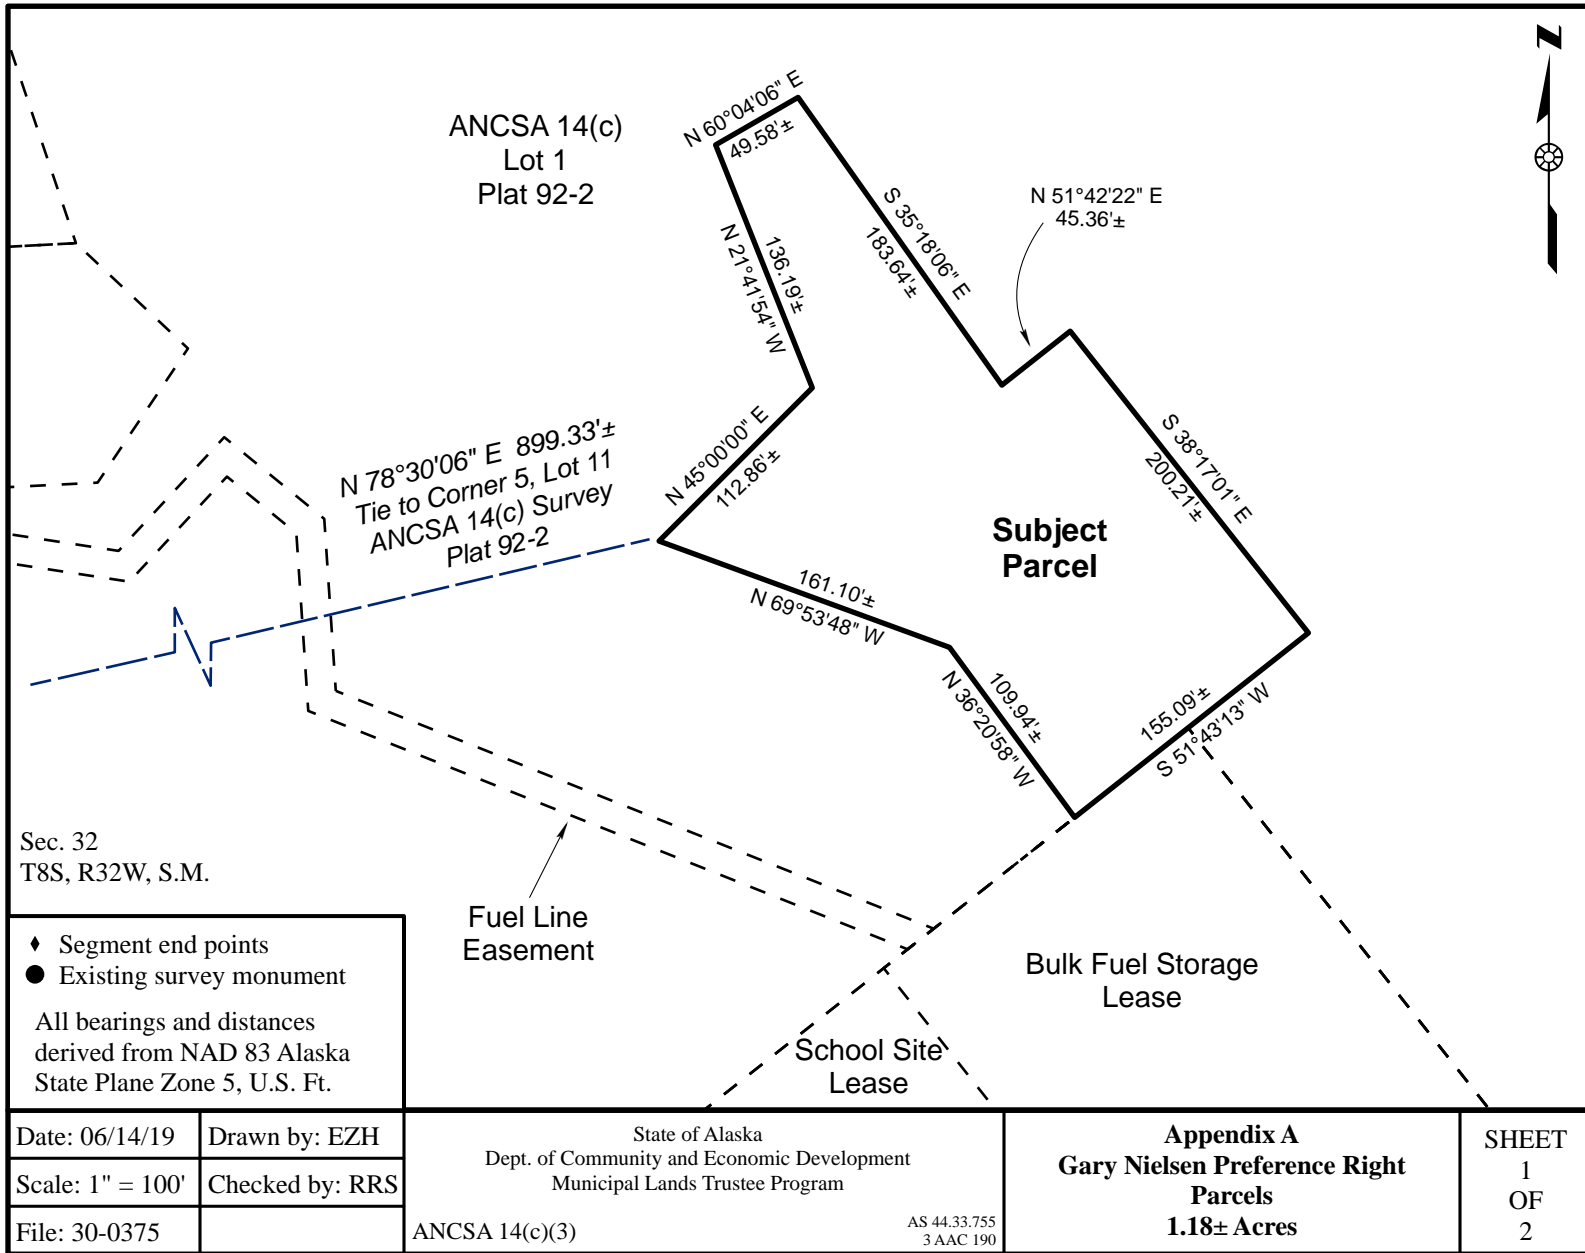 N
ANCSA 14(c)
Lot 1
Plat 92-2
N 60°04'06" E
49.58'±
N 21°41'54" W
136.19'±
S 35°18'06" E
183.64'±
N 51°42'22" E
45.36'±
S 38°17'01" E
200.21'±
N 45°00'00" E
112.86'±
N 78°30'06" E 899.33'±
Tie to Corner 5, Lot 11
ANCSA 14(c) Survey
Plat 92-2
Subject
Parcel
161.10'±
N 69°53'48" W
109.94'±
N 36°20'58" W
155.09'±
S 51°43'13" W
Sec. 32
T8S, R32W, S.M.
Fuel Line
Easement
Bulk Fuel Storage
Lease
School Site
Lease
Segment end points
Existing survey monument
All bearings and distances
derived from NAD 83 Alaska
State Plane Zone 5, U.S. Ft.
Date: 06/14/19
Drawn by: EZH
Scale: 1" = 100'
Checked by: RRS
File: 30-0375
State of Alaska
Dept. of Community and Economic Development
Municipal Lands Trustee Program
ANCSA 14(c)(3)
AS 44.33.755
3 AAC 190
Appendix A
Gary Nielsen Preference Right
Parcels
1.18± Acres
SHEET
1
OF
2